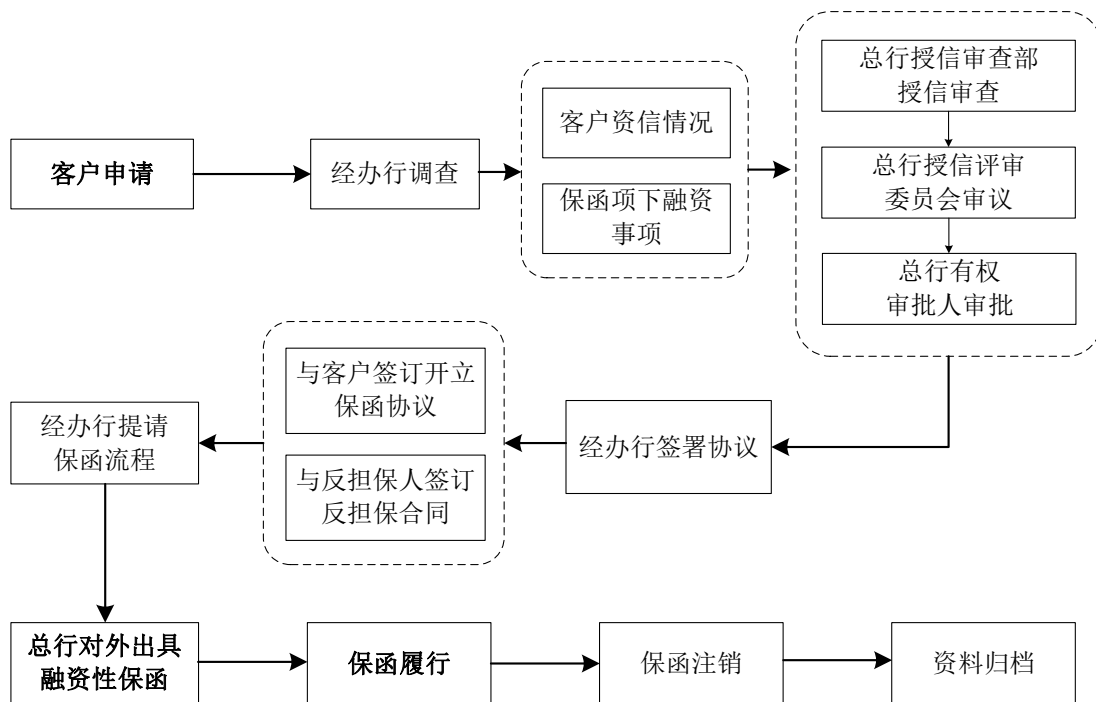 客户申请
经办行调查
客户资信情况
保函项下融资
事项
总行授信审查部
授信审查
总行授信评审
委员会审议
总行有权
审批人审批
经办行签署协议
与客户签订开立
保函协议
与反担保人签订
反担保合同
经办行提请
保函流程
总行对外出具
融资性保函
保函履行
保函注销
资料归档